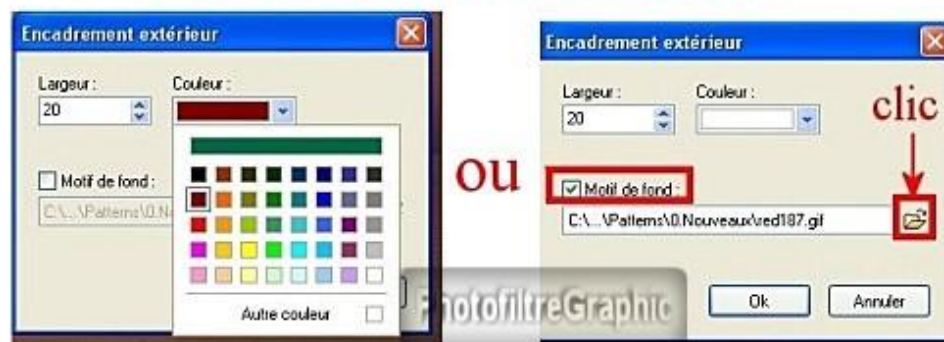 Encadrement extérieur
Largeur :
Couleur :
20
Motif de fond :
C:\...\Patterns\0.N
Autre couleur
ou
Encadrement extérieur
Largeur :
Couleur :
20
clic
Motif de fond :
C:\...\Patterns\0.Nouveaux\red187.gif
Ok
Annuler
PhotofiltreGraphic